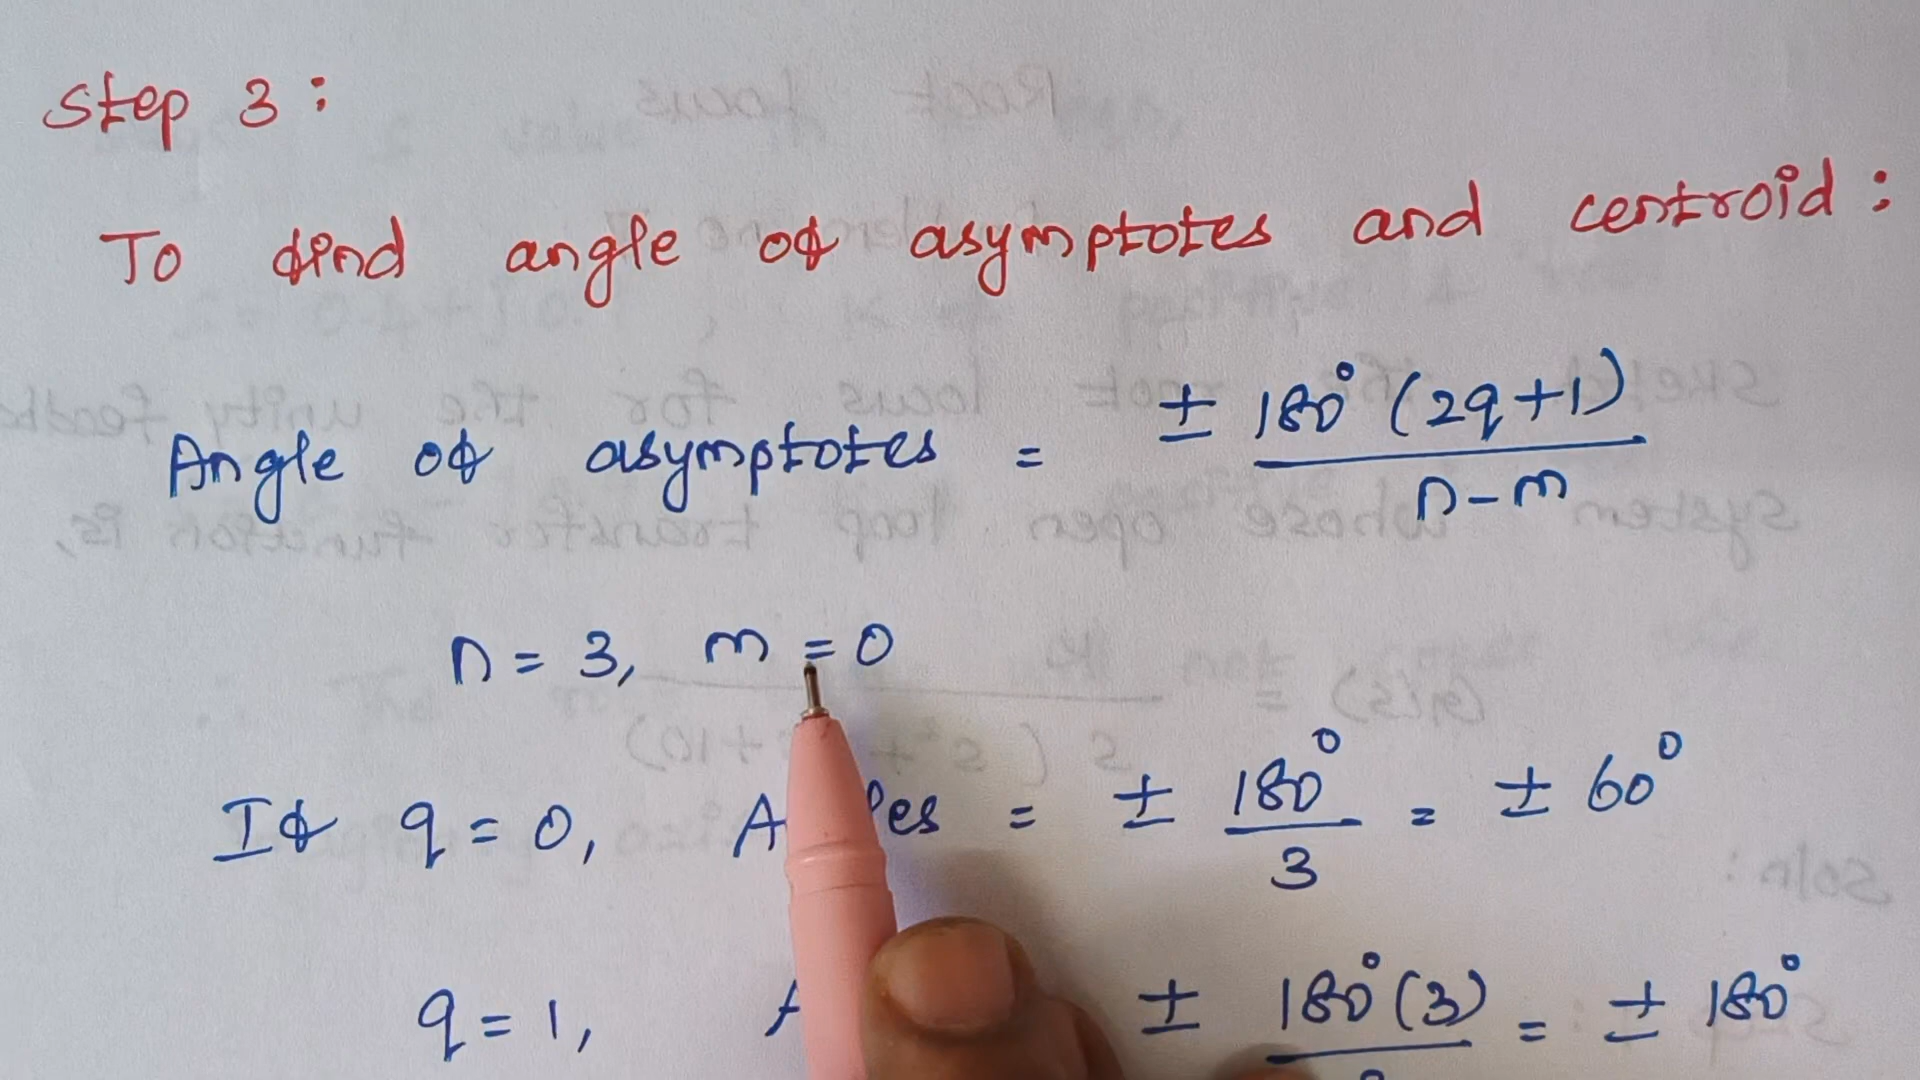 Step 3 :
To find angle of asymptotes and centroid :
Angle of asymptotes = ± 180° (2q+1) / n-m
n = 3, m = 0
If q = 0, = ± 180° / 3 = ± 60°
q = 1, ± 180° (3) = ± 180°